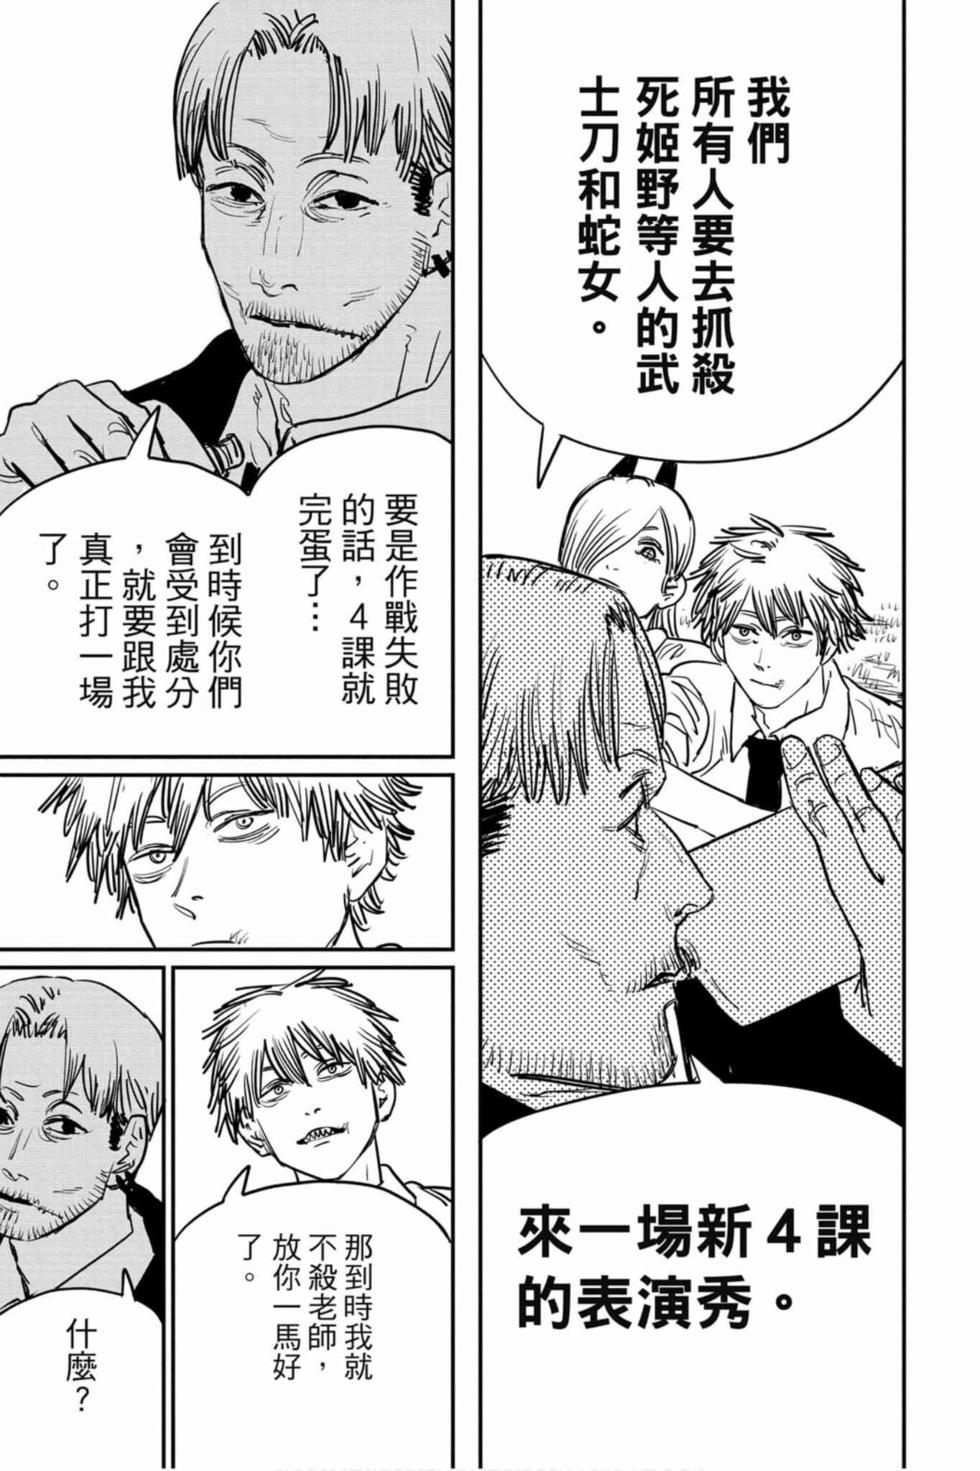 我們
所有人要去抓殺
死姬野等人的武
士刀和蛇女。
來一場新4課
的表演秀。
要是作戰失敗
的話，4課就
完蛋了…
到時候你們
會受到處分
，就要跟我
真正打一場
了。
那到時我就
不殺老師，
放你一馬好
了。
什麼？